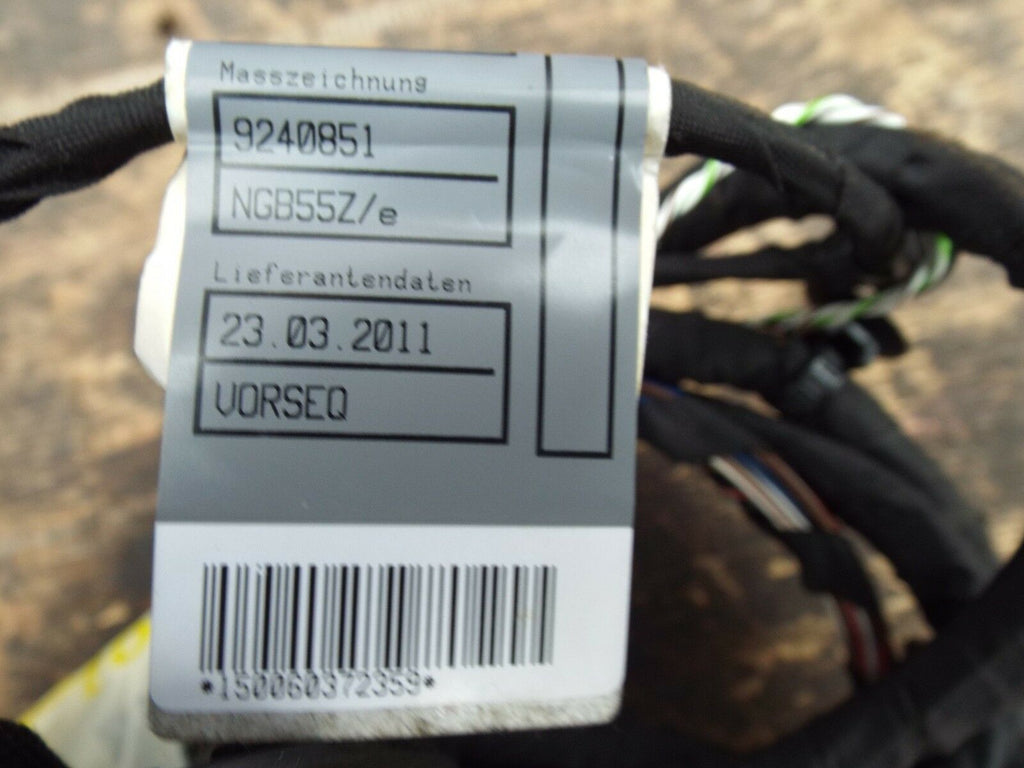 Masszeichnung
9240851
NGB55Z/e
Lieferantendaten
23.03.2011
VORSEQ
*150060372359*